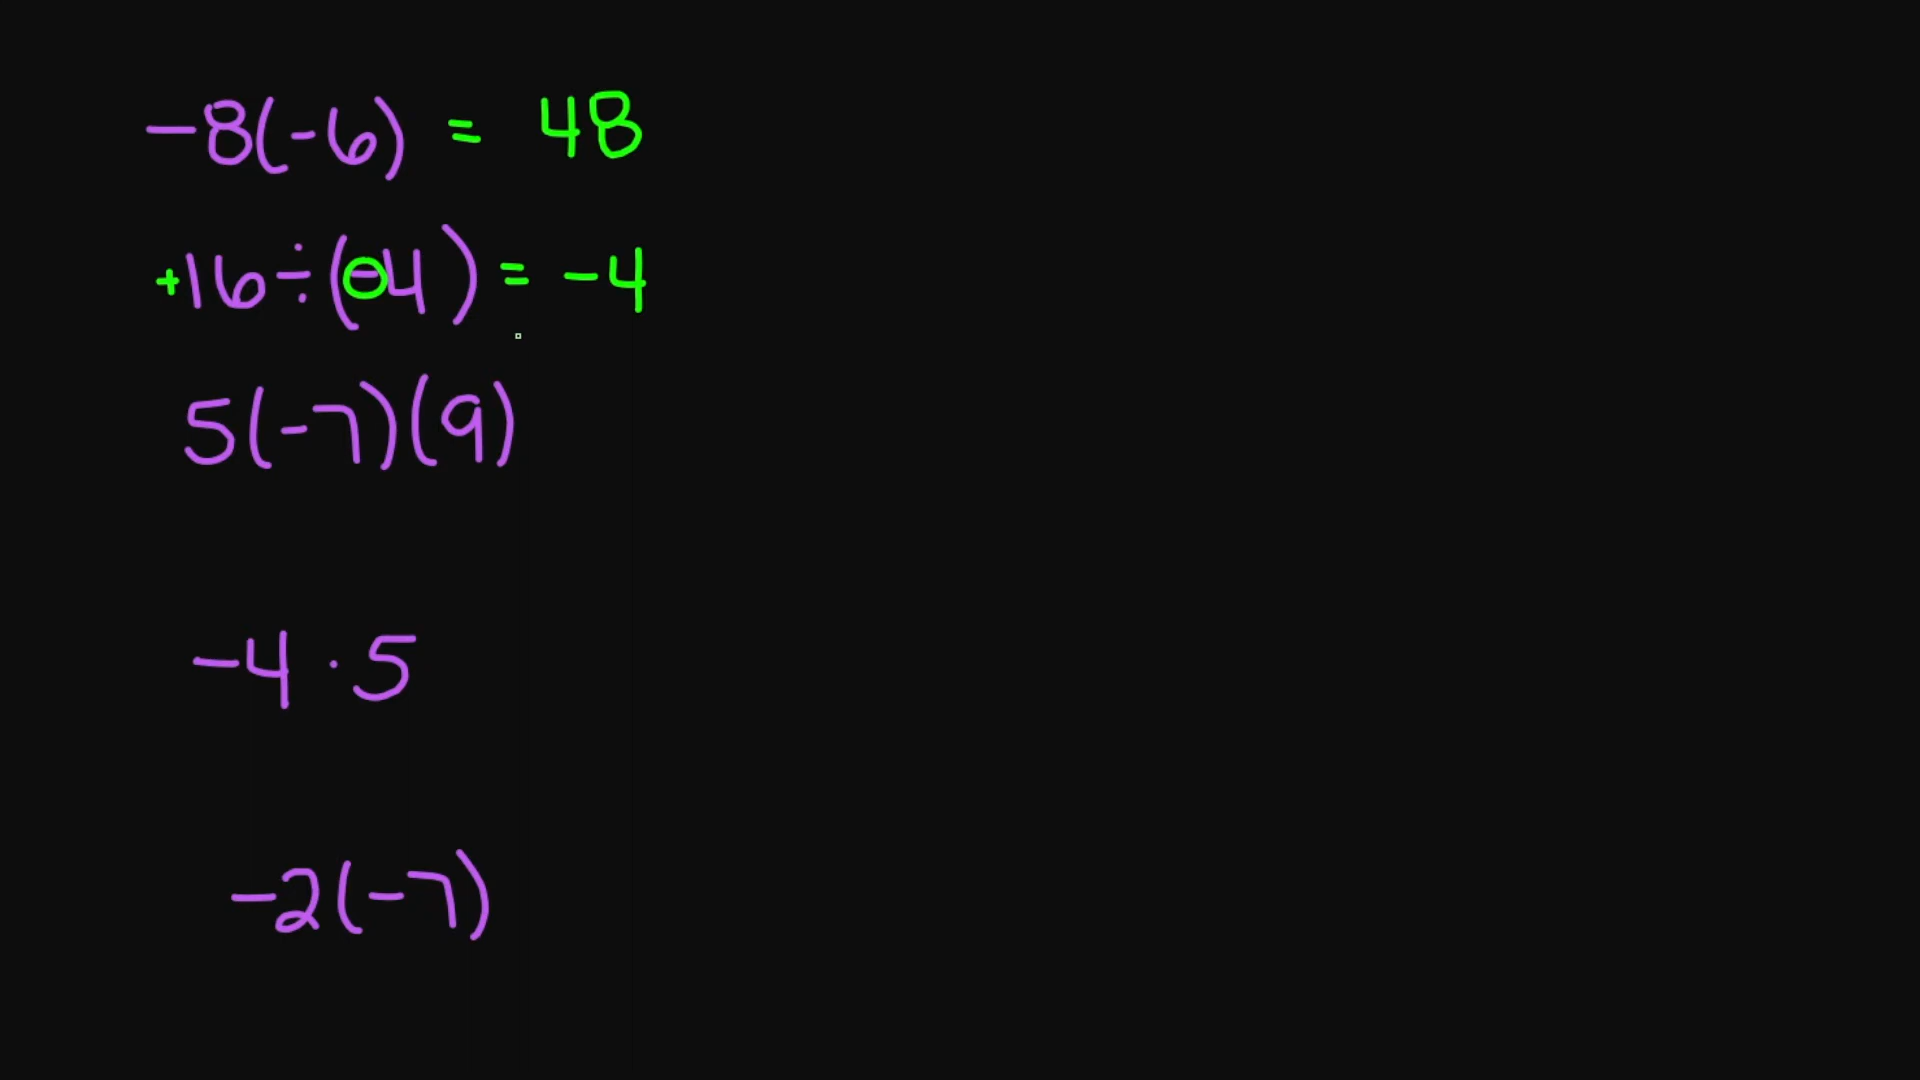 -8(-6) = 48
+16÷(-4) = -4
5(-7)(9)
-4 · 5
-2(-7)